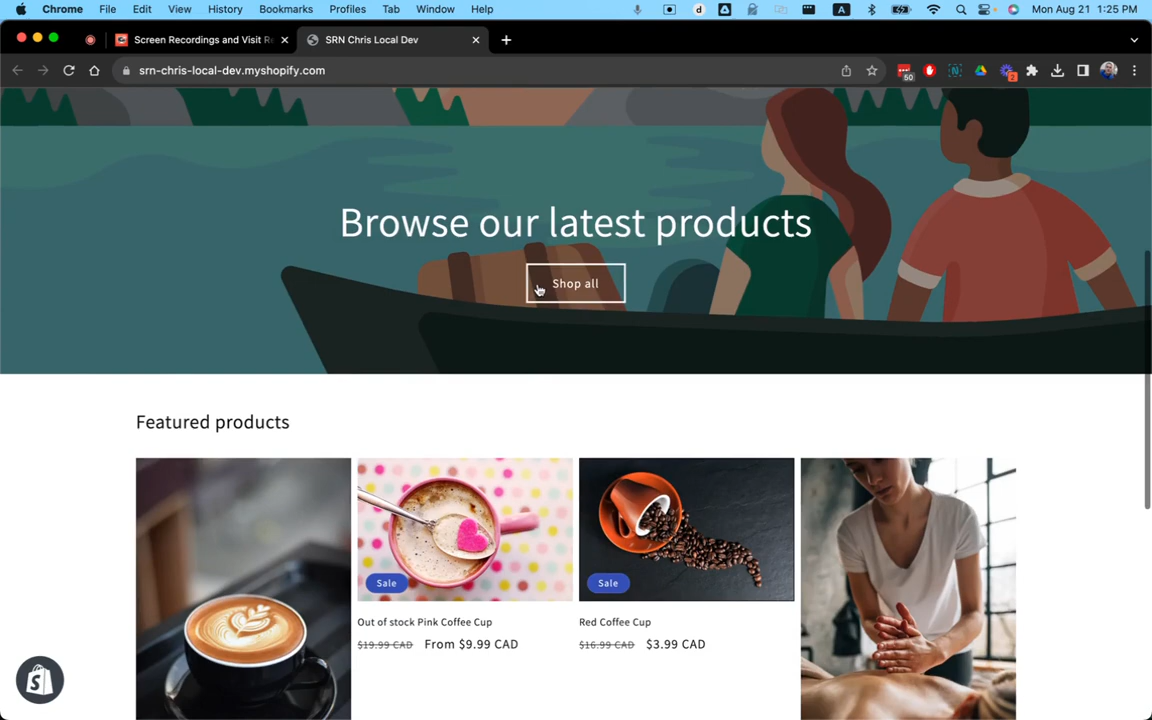 Chrome File Edit View History Bookmarks Profiles Tab Window Help A Mon Aug 21 1:25 PM
Screen Recordings and Visit Re SRN Chris Local Dev
srn-chris-local-dev.myshopify.com 50 N 2
Browse our latest products
Shop all
Featured products
Sale Sale
Out of stock Pink Coffee Cup Red Coffee Cup
$19.99 CAD From $9.99 CAD $16.99 CAD $3.99 CAD